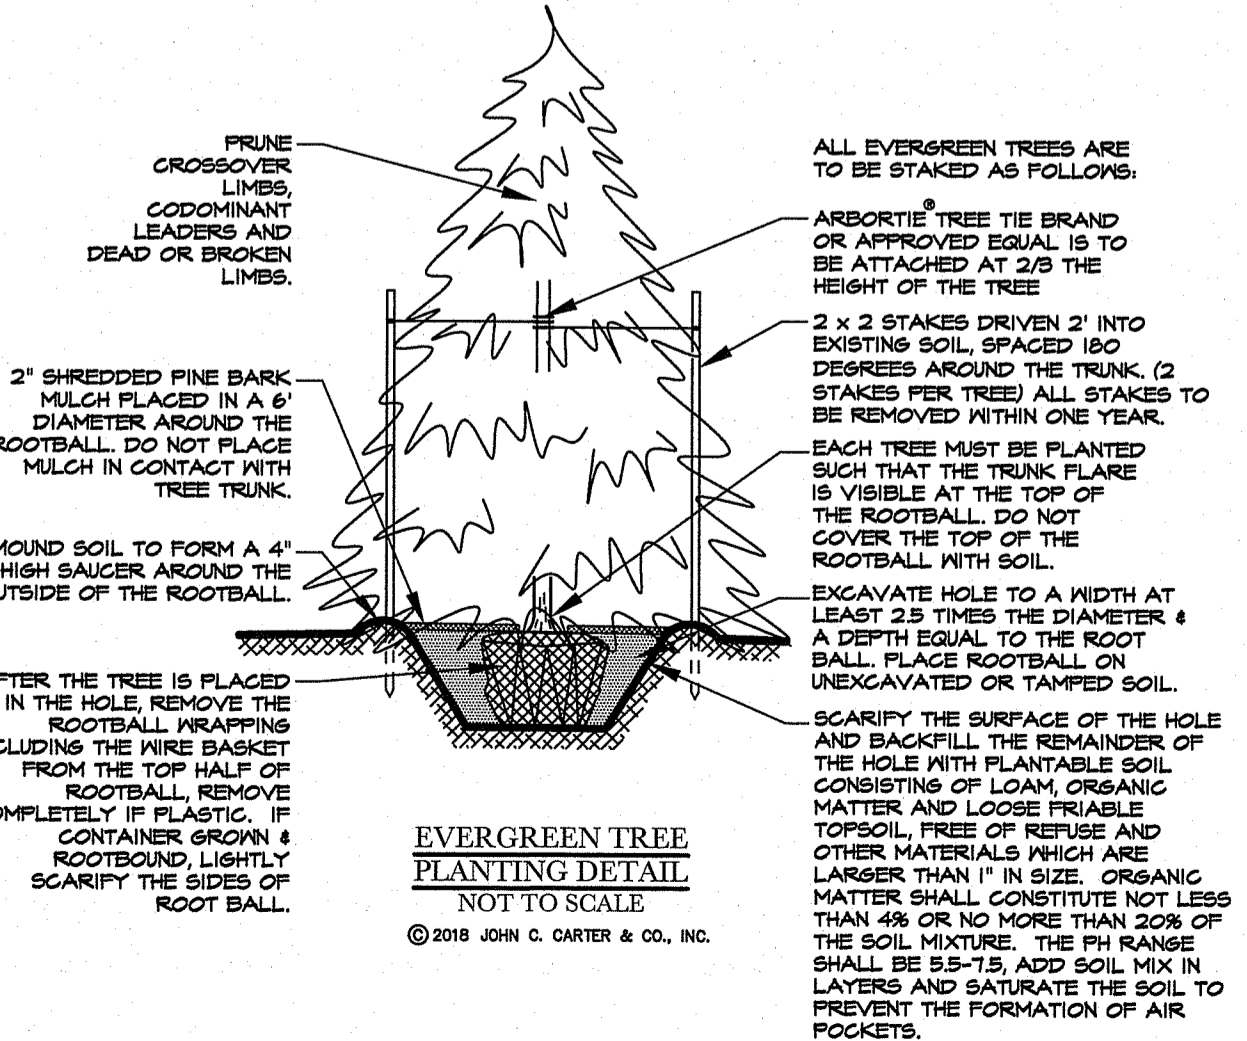 PRUNE
CROSSOVER
LIMBS,
CODOMINANT
LEADERS AND
DEAD OR BROKEN
LIMBS.
2" SHREDDED PINE BARK
MULCH PLACED IN A 6'
DIAMETER AROUND THE
ROOTBALL. DO NOT PLACE
MULCH IN CONTACT WITH
TREE TRUNK.
MOUND SOIL TO FORM A 4"
HIGH SAUCER AROUND THE
OUTSIDE OF THE ROOTBALL.
AFTER THE TREE IS PLACED
IN THE HOLE, REMOVE THE
ROOTBALL WRAPPING
CLUDING THE WIRE BASKET
FROM THE TOP HALF OF
ROOTBALL, REMOVE
OMPLETELY IF PLASTIC. IF
CONTAINER GROWN &
ROOTBOUND, LIGHTLY
SCARIFY THE SIDES OF
ROOT BALL.
ALL EVERGREEN TREES ARE
TO BE STAKED AS FOLLOWS:
ARBORTIE® TREE TIE BRAND
OR APPROVED EQUAL IS TO
BE ATTACHED AT 2/3 THE
HEIGHT OF THE TREE
2 x 2 STAKES DRIVEN 2' INTO
EXISTING SOIL, SPACED 180
DEGREES AROUND THE TRUNK. (2
STAKES PER TREE) ALL STAKES TO
BE REMOVED WITHIN ONE YEAR.
EACH TREE MUST BE PLANTED
SUCH THAT THE TRUNK FLARE
IS VISIBLE AT THE TOP OF
THE ROOTBALL. DO NOT
COVER THE TOP OF THE
ROOTBALL WITH SOIL.
EXCAVATE HOLE TO A WIDTH AT
LEAST 2.5 TIMES THE DIAMETER &
A DEPTH EQUAL TO THE ROOT
BALL. PLACE ROOTBALL ON
UNEXCAVATED OR TAMPED SOIL.
SCARIFY THE SURFACE OF THE HOLE
AND BACKFILL THE REMAINDER OF
THE HOLE WITH PLANTABLE SOIL
CONSISTING OF LOAM, ORGANIC
MATTER AND LOOSE FRIABLE
TOPSOIL, FREE OF REFUSE AND
OTHER MATERIALS WHICH ARE
LARGER THAN 1" IN SIZE. ORGANIC
MATTER SHALL CONSTITUTE NOT LESS
THAN 4% OR NO MORE THAN 20% OF
THE SOIL MIXTURE. THE PH RANGE
SHALL BE 5.5-7.5, ADD SOIL MIX IN
LAYERS AND SATURATE THE SOIL TO
PREVENT THE FORMATION OF AIR
POCKETS.
EVERGREEN TREE
PLANTING DETAIL
NOT TO SCALE
© 2018 JOHN C. CARTER & CO., INC.